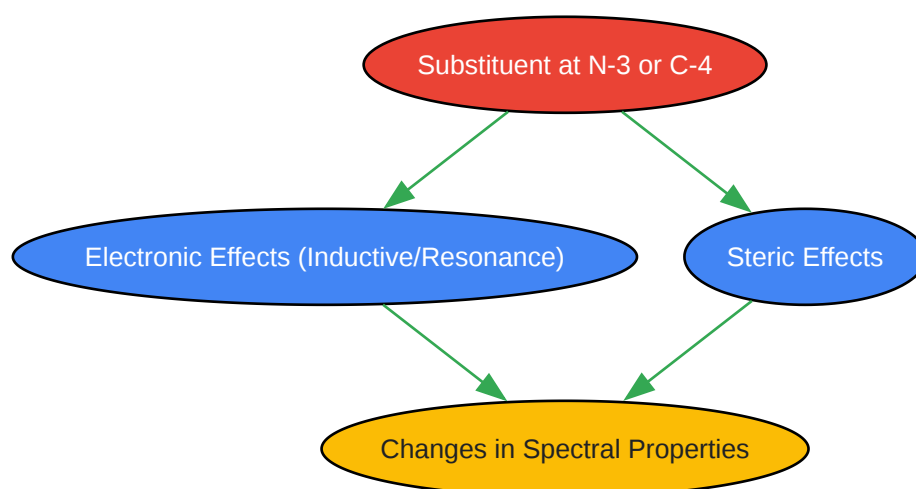 Substituent at N-3 or C-4
Electronic Effects (Inductive/Resonance)
Steric Effects
Changes in Spectral Properties